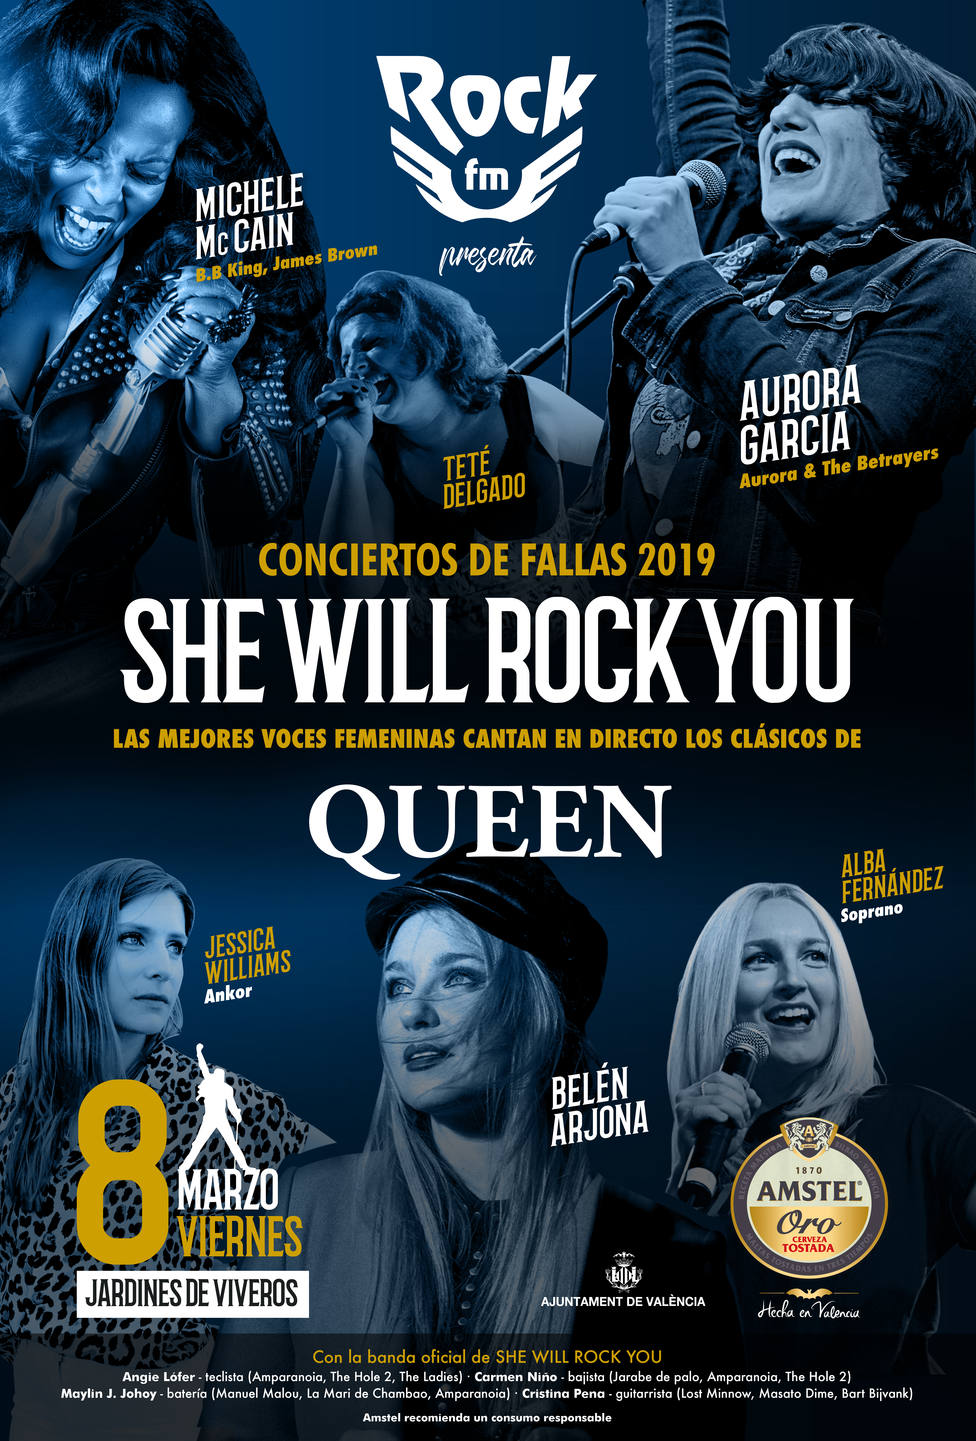 Rock
fm
presenta
MICHELE
McCAIN
B.B King, James Brown
AURORA
GARCIA
Aurora & The Betrayers
TETÉ
DELGADO
CONCIERTOS DE FALLAS 2019
SHE WILL ROCK YOU
LAS MEJORES VOCES FEMENINAS CANTAN EN DIRECTO LOS CLÁSICOS DE
QUEEN
ALBA
FERNÁNDEZ
Soprano
JESSICA
WILLIAMS
Ankor
BELÉN
ARJONA
8
MARZO
VIERNES
JARDINES DE VIVEROS
1870
AMSTEL
Oro
CERVEZA
TOSTADA
MALTAS TOSTADAS EN TRES TIEMPOS
Hecha en Valencia
AJUNTAMENT DE VALÈNCIA
Con la banda oficial de SHE WILL ROCK YOU
Angie Lófer - teclista (Amparanoia, The Hole 2, The Ladies) · Carmen Niño - bajista (Jarabe de palo, Amparanoia, The Hole 2)
Maylin J. Johoy - batería (Manuel Malou, La Mari de Chambao, Amparanoia) · Cristina Pena - guitarrista (Lost Minnow, Masato Dime, Bart Bijvank)
Amstel recomienda un consumo responsable